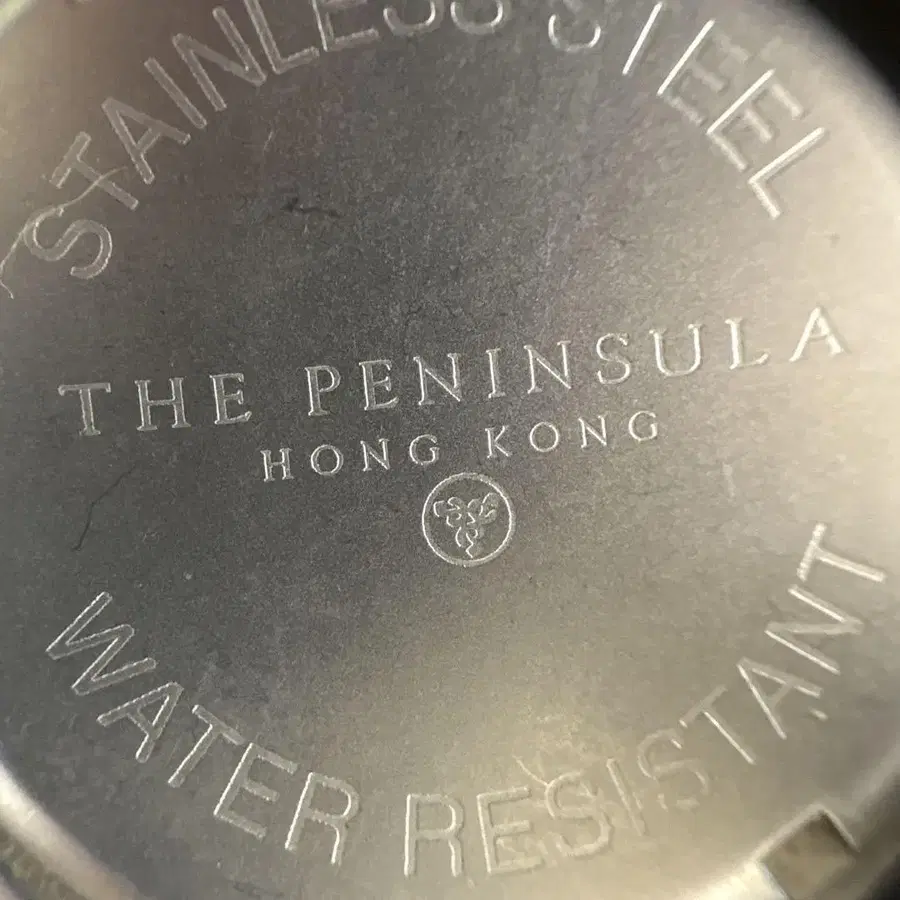 STAINLESS STEEL
THE PENINSULA
HONG KONG
WATER RESISTANT